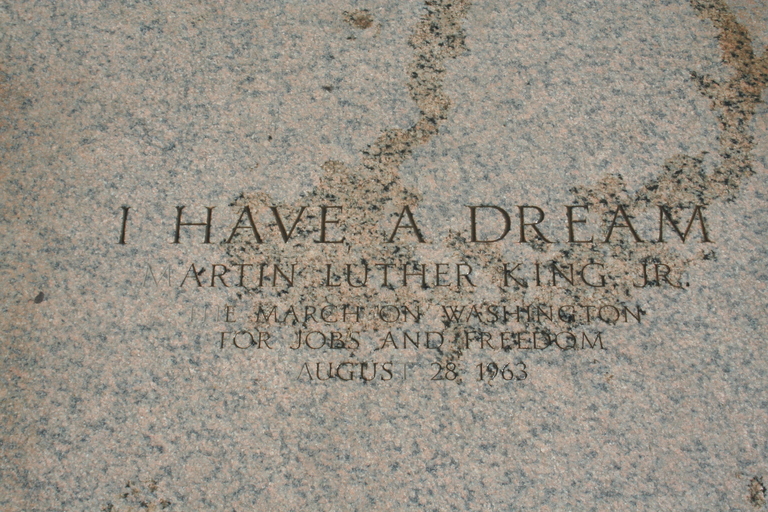 I HAVE A DREAM
MARTIN LUTHER KING JR.
THE MARCH ON WASHINGTON
FOR JOBS AND FREEDOM
AUGUST 28 1963